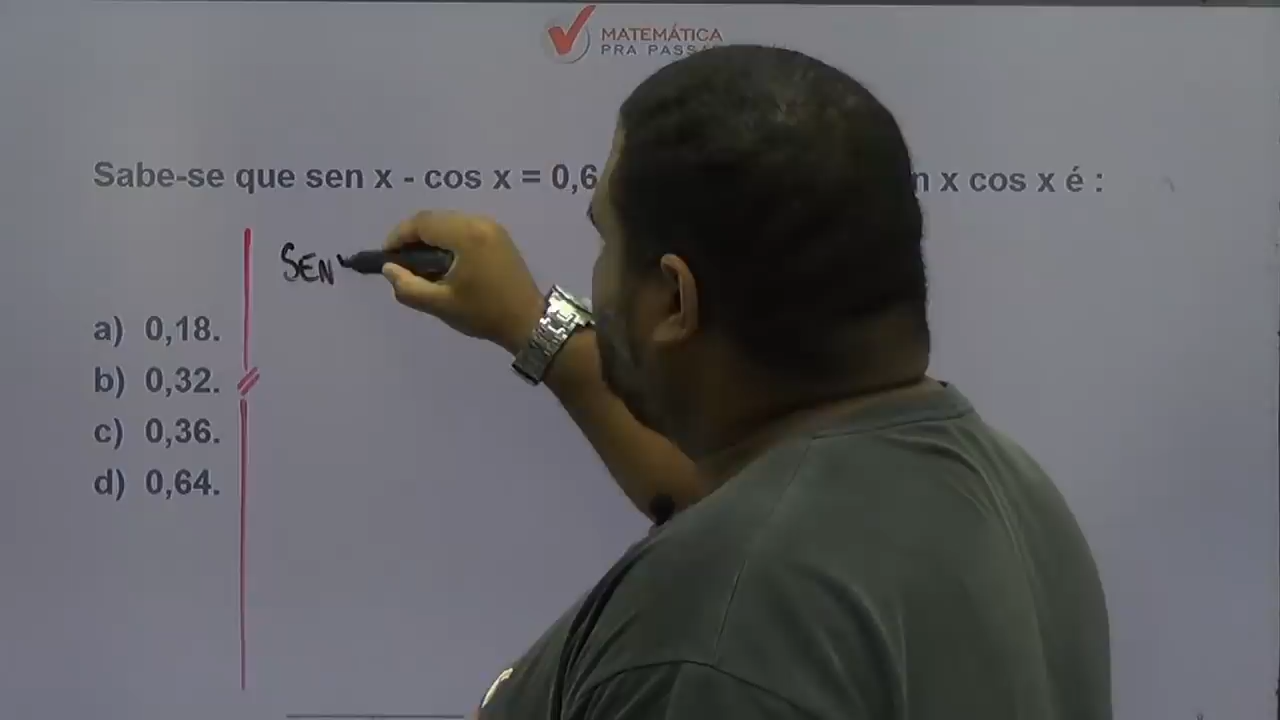 MATEMÁTICA
PRA
Sabe-se que sen x - cos x = 0,6 x cos x é :
SEN
a) 0,18.
b) 0,32.
c) 0,36.
d) 0,64.